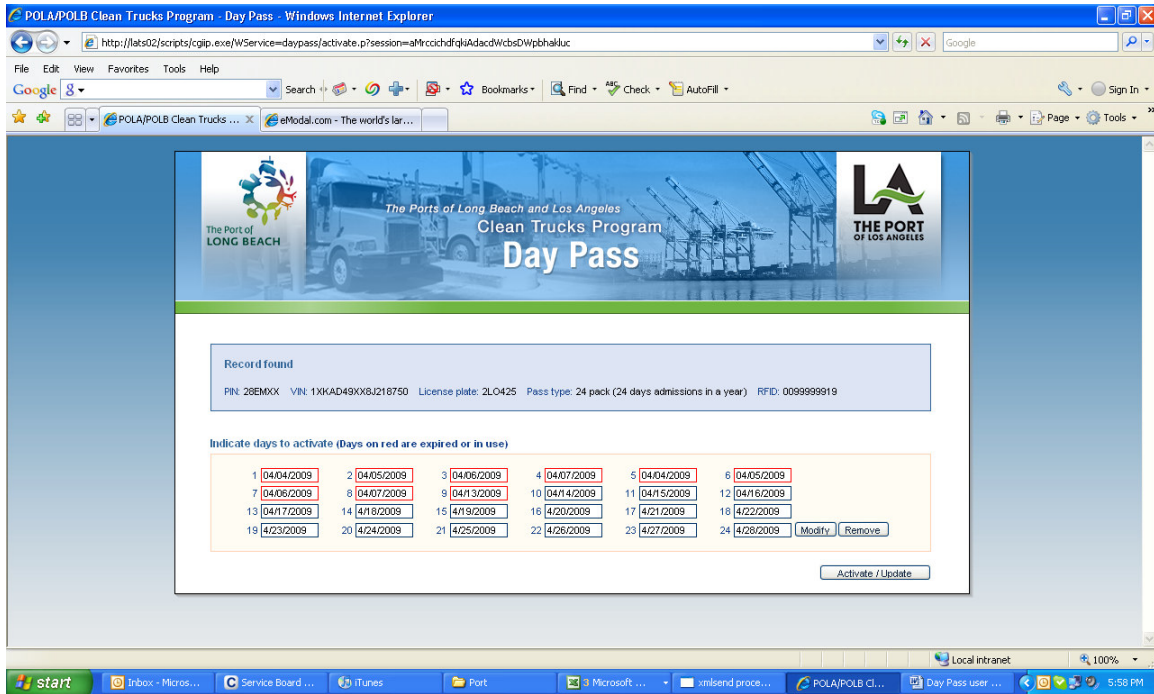 POLA/POLB Clean Trucks Program - Day Pass - Windows Internet Explorer
http://lats02/scripts/cgiip.exe/WService=daypass/activate.p?session=aMrccichdfqkiAdacdWcbsDWpbhakluc
Google
File Edit View Favorites Tools Help
Google Search Bookmarks Find Check AutoFill Sign In
POLA/POLB Clean Trucks ... X eModal.com - The world's lar... Page Tools
The Port of
LONG BEACH
The Ports of Long Beach and Los Angeles
Clean Trucks Program
Day Pass
LA
THE PORT
OF LOS ANGELES
Record found
PIN: 28EMXX VIN: 1XKAD49XX8J218750 License plate: 2LO425 Pass type: 24 pack (24 days admissions in a year) RFID: 0099999919
Indicate days to activate (Days on red are expired or in use)
1 04/04/2009 2 04/05/2009 3 04/06/2009 4 04/07/2009 5 04/04/2009 6 04/05/2009
7 04/06/2009 8 04/07/2009 9 04/13/2009 10 04/14/2009 11 04/15/2009 12 04/16/2009
13 04/17/2009 14 4/18/2009 15 4/19/2009 16 4/20/2009 17 4/21/2009 18 4/22/2009
19 4/23/2009 20 4/24/2009 21 4/25/2009 22 4/26/2009 23 4/27/2009 24 4/28/2009 Modify Remove
Activate / Update
Local intranet 100%
start Inbox - Micros... Service Board ... iTunes Port 3 Microsoft ... xmlsend proce... POLA/POLB Cl... Day Pass user ... 5:58 PM